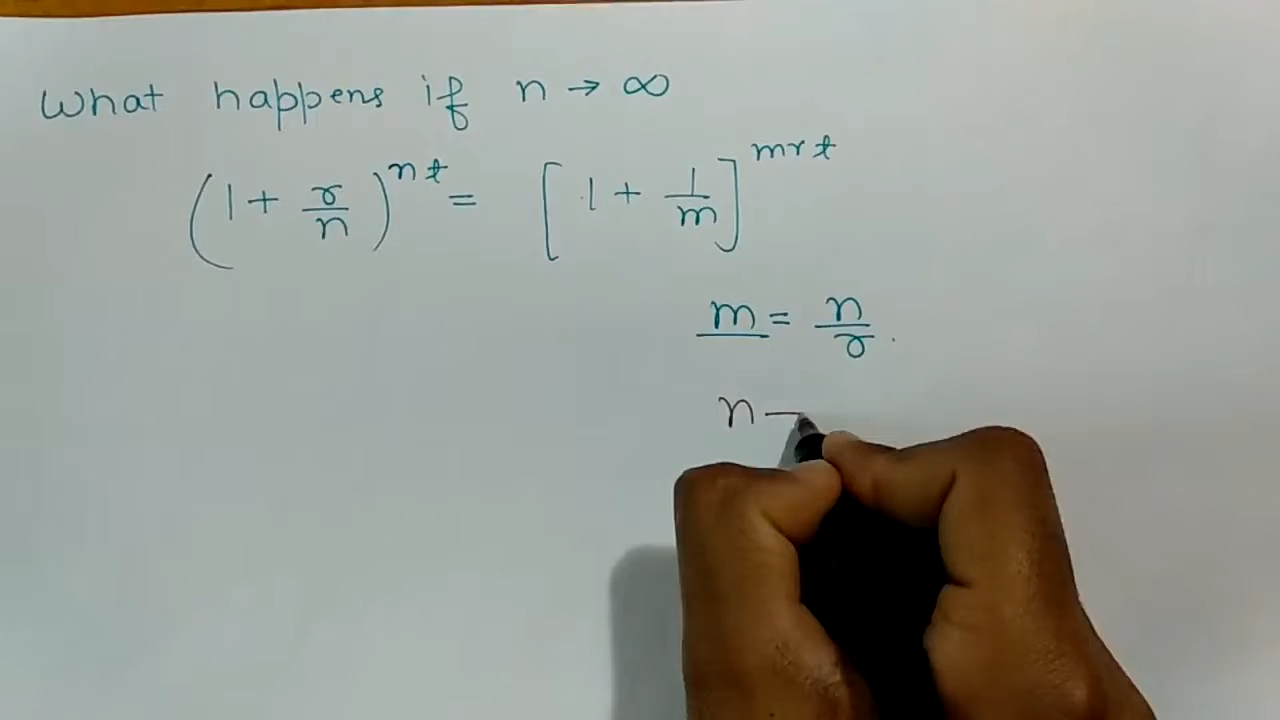 What happens if n → ∞
(1 + r/n)^nt = [1 + 1/m]^mrt
m = n/r.
n –